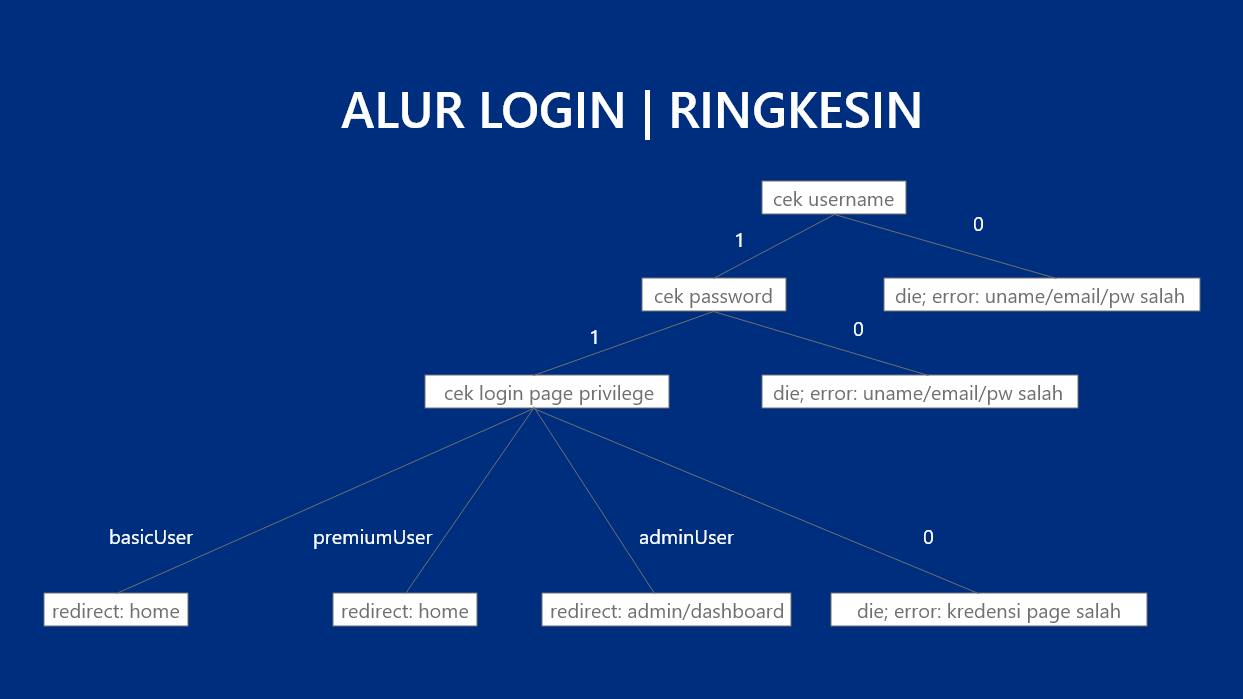 ALUR LOGIN | RINGKESIN
cek username
0
1
cek password
die; error: uname/email/pw salah
0
1
cek login page privilege
die; error: uname/email/pw salah
basicUser
premiumUser
adminUser
0
redirect: home
redirect: home
redirect: admin/dashboard
die; error: kredensi page salah